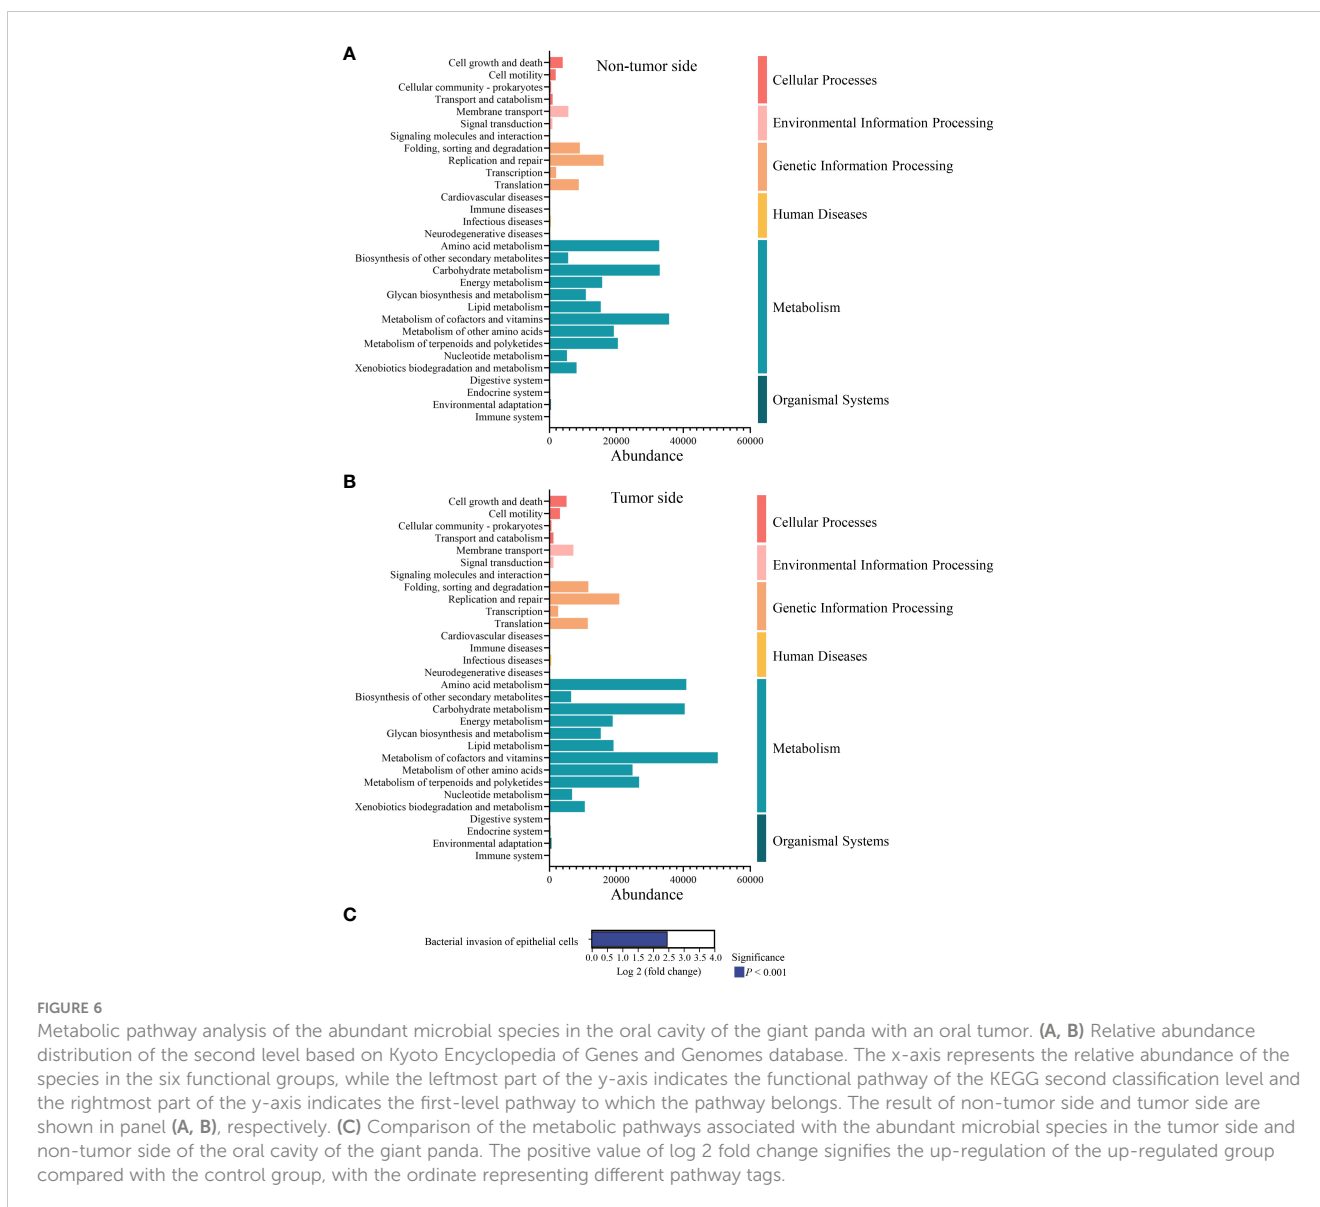 A
Non-tumor side
Cell growth and death
Cell motility
Cellular community - prokaryotes
Transport and catabolism
Membrane transport
Signal transduction
Signaling molecules and interaction
Folding, sorting and degradation
Replication and repair
Transcription
Translation
Cardiovascular diseases
Immune diseases
Infectious diseases
Neurodegenerative diseases
Amino acid metabolism
Biosynthesis of other secondary metabolites
Carbohydrate metabolism
Energy metabolism
Glycan biosynthesis and metabolism
Lipid metabolism
Metabolism of cofactors and vitamins
Metabolism of other amino acids
Metabolism of terpenoids and polyketides
Nucleotide metabolism
Xenobiotics biodegradation and metabolism
Digestive system
Endocrine system
Environmental adaptation
Immune system
Cellular Processes
Environmental Information Processing
Genetic Information Processing
Human Diseases
Metabolism
Organismal Systems
0 20000 40000 60000
Abundance
B
Tumor side
Cell growth and death
Cell motility
Cellular community - prokaryotes
Transport and catabolism
Membrane transport
Signal transduction
Signaling molecules and interaction
Folding, sorting and degradation
Replication and repair
Transcription
Translation
Cardiovascular diseases
Immune diseases
Infectious diseases
Neurodegenerative diseases
Amino acid metabolism
Biosynthesis of other secondary metabolites
Carbohydrate metabolism
Energy metabolism
Glycan biosynthesis and metabolism
Lipid metabolism
Metabolism of cofactors and vitamins
Metabolism of other amino acids
Metabolism of terpenoids and polyketides
Nucleotide metabolism
Xenobiotics biodegradation and metabolism
Digestive system
Endocrine system
Environmental adaptation
Immune system
Cellular Processes
Environmental Information Processing
Genetic Information Processing
Human Diseases
Metabolism
Organismal Systems
0 20000 40000 60000
Abundance
C
Bacterial invasion of epithelial cells
0.0 0.5 1.0 1.5 2.0 2.5 3.0 3.5 4.0
Log 2 (fold change)
Significance
P < 0.001
FIGURE 6
Metabolic pathway analysis of the abundant microbial species in the oral cavity of the giant panda with an oral tumor. (A, B) Relative abundance
distribution of the second level based on Kyoto Encyclopedia of Genes and Genomes database. The x-axis represents the relative abundance of the
species in the six functional groups, while the leftmost part of the y-axis indicates the functional pathway of the KEGG second classification level and
the rightmost part of the y-axis indicates the first-level pathway to which the pathway belongs. The result of non-tumor side and tumor side are
shown in panel (A, B), respectively. (C) Comparison of the metabolic pathways associated with the abundant microbial species in the tumor side and
non-tumor side of the oral cavity of the giant panda. The positive value of log 2 fold change signifies the up-regulation of the up-regulated group
compared with the control group, with the ordinate representing different pathway tags.